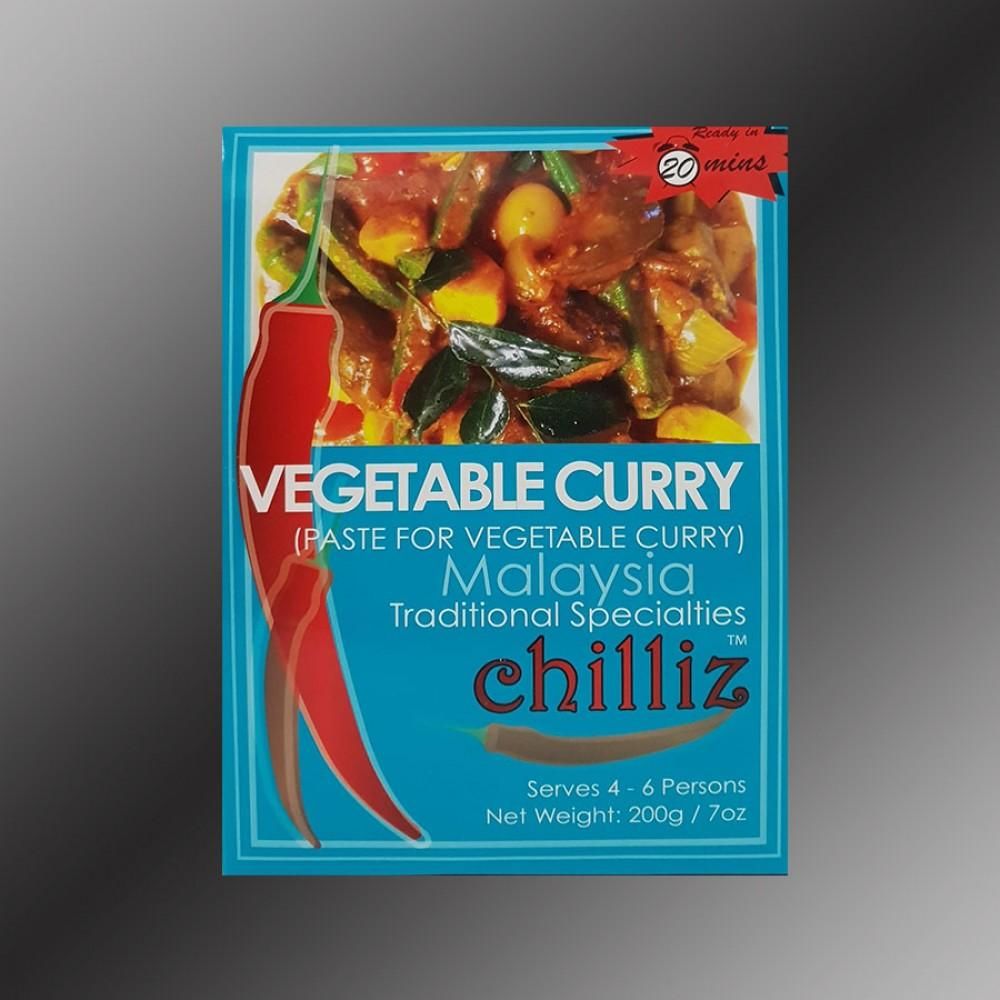 Ready in
20 mins
VEGETABLE CURRY
(PASTE FOR VEGETABLE CURRY)
Malaysia
Traditional Specialties
chilliz™
Serves 4 - 6 Persons
Net Weight: 200g / 7oz